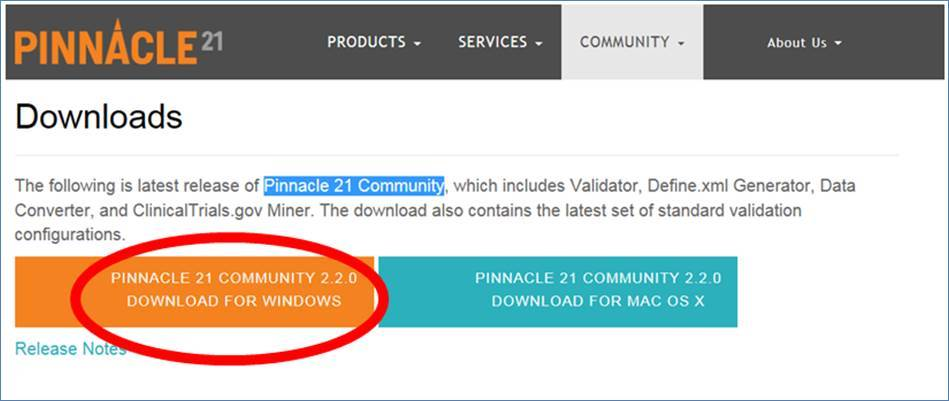 PINNACLE 21
PRODUCTS SERVICES COMMUNITY About Us
Downloads
The following is latest release of Pinnacle 21 Community, which includes Validator, Define.xml Generator, Data
Converter, and ClinicalTrials.gov Miner. The download also contains the latest set of standard validation
configurations.
PINNACLE 21 COMMUNITY 2.2.0
DOWNLOAD FOR WINDOWS
PINNACLE 21 COMMUNITY 2.2.0
DOWNLOAD FOR MAC OS X
Release Notes